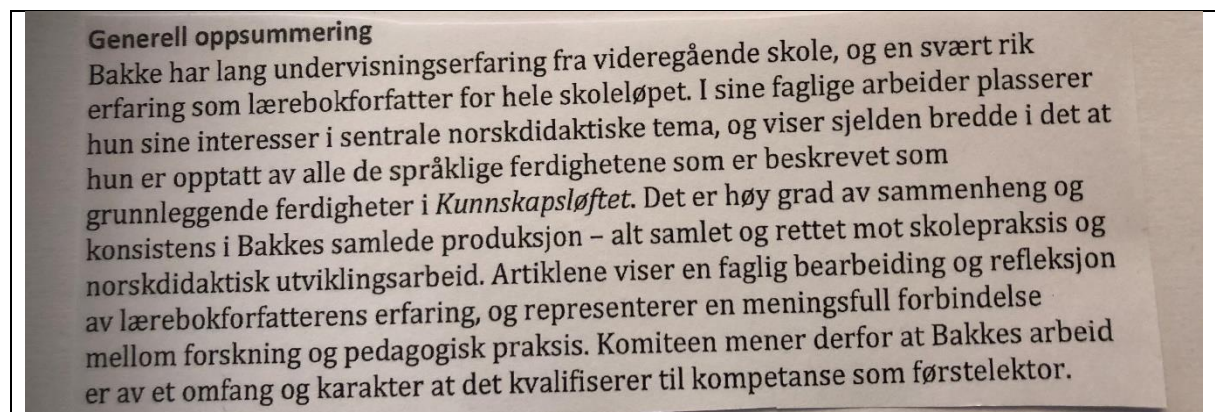 Generell oppsummering
Bakke har lang undervisningserfaring fra videregående skole, og en svært rik
erfaring som lærebokforfatter for hele skoleløpet. I sine faglige arbeider plasserer
hun sine interesser i sentrale norskdidaktiske tema, og viser sjelden bredde i det at
hun er opptatt av alle de språklige ferdighetene som er beskrevet som
grunnleggende ferdigheter i Kunnskapsløftet. Det er høy grad av sammenheng og
konsistens i Bakkes samlede produksjon – alt samlet og rettet mot skolepraksis og
norskdidaktisk utviklingsarbeid. Artiklene viser en faglig bearbeiding og refleksjon
av lærebokforfatterens erfaring, og representerer en meningsfull forbindelse
mellom forskning og pedagogisk praksis. Komiteen mener derfor at Bakkes arbeid
er av et omfang og karakter at det kvalifiserer til kompetanse som førstelektor.